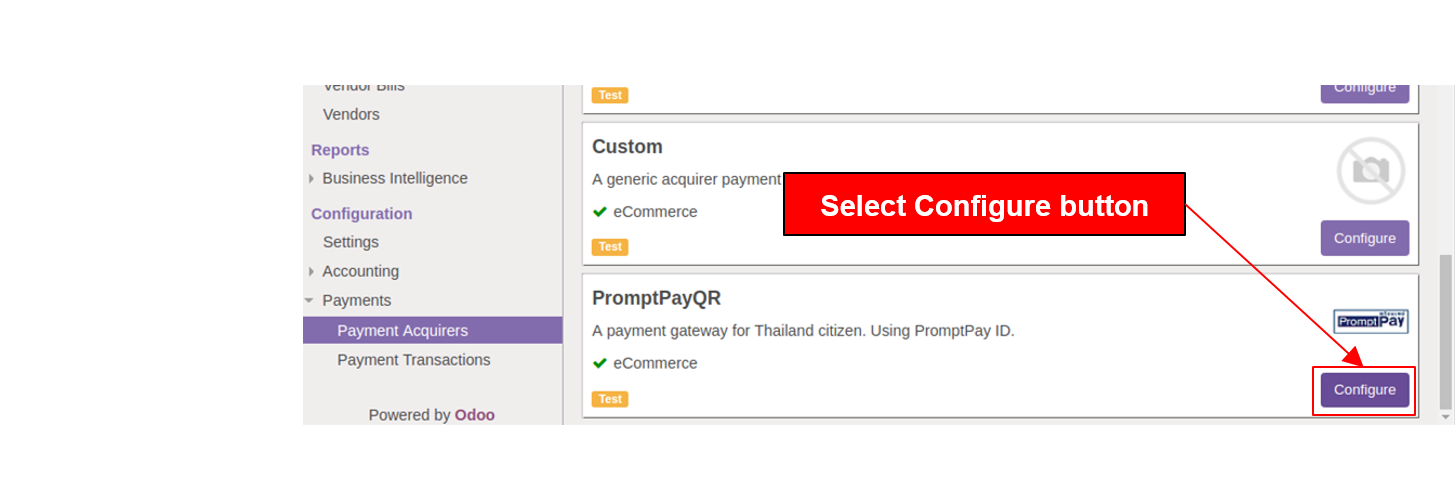 Vendor Bills
Vendors
Reports
Business Intelligence
Configuration
Settings
Accounting
Payments
Payment Acquirers
Payment Transactions
Powered by Odoo
Test
Configure
Custom
A generic acquirer payment
eCommerce
Test
Configure
Select Configure button
PromptPayQR
A payment gateway for Thailand citizen. Using PromptPay ID.
eCommerce
Test
PromptPay
Configure